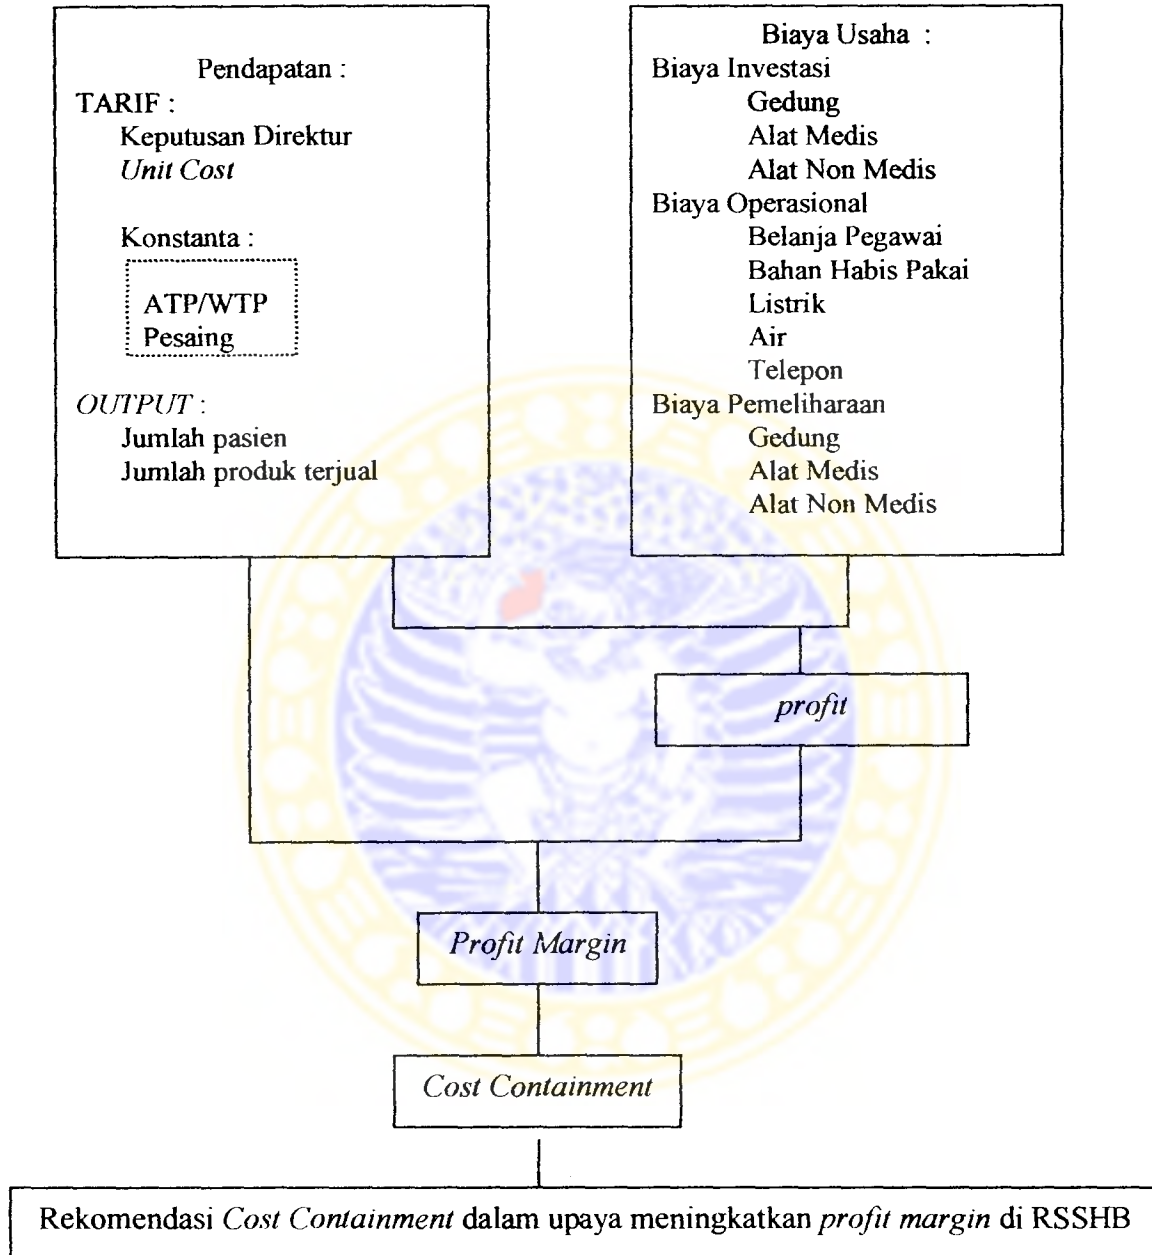 Pendapatan :
TARIF :
Keputusan Direktur
Unit Cost
Konstanta :
ATP/WTP
Pesaing
OUTPUT :
Jumlah pasien
Jumlah produk terjual
Biaya Usaha :
Biaya Investasi
Gedung
Alat Medis
Alat Non Medis
Biaya Operasional
Belanja Pegawai
Bahan Habis Pakai
Listrik
Air
Telepon
Biaya Pemeliharaan
Gedung
Alat Medis
Alat Non Medis
profit
Profit Margin
Cost Containment
Rekomendasi Cost Containment dalam upaya meningkatkan profit margin di RSSHB